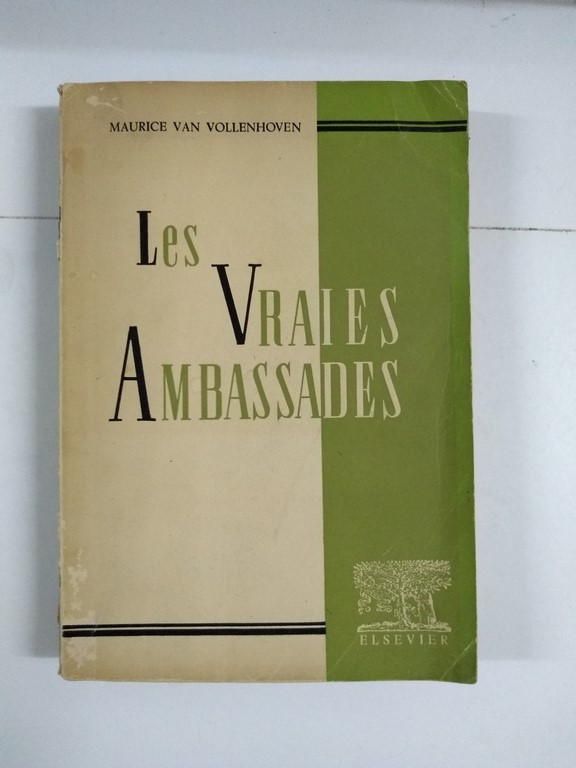 MAURICE VAN VOLLENHOVEN
LES
VRAIES
AMBASSADES
ELSEVIER